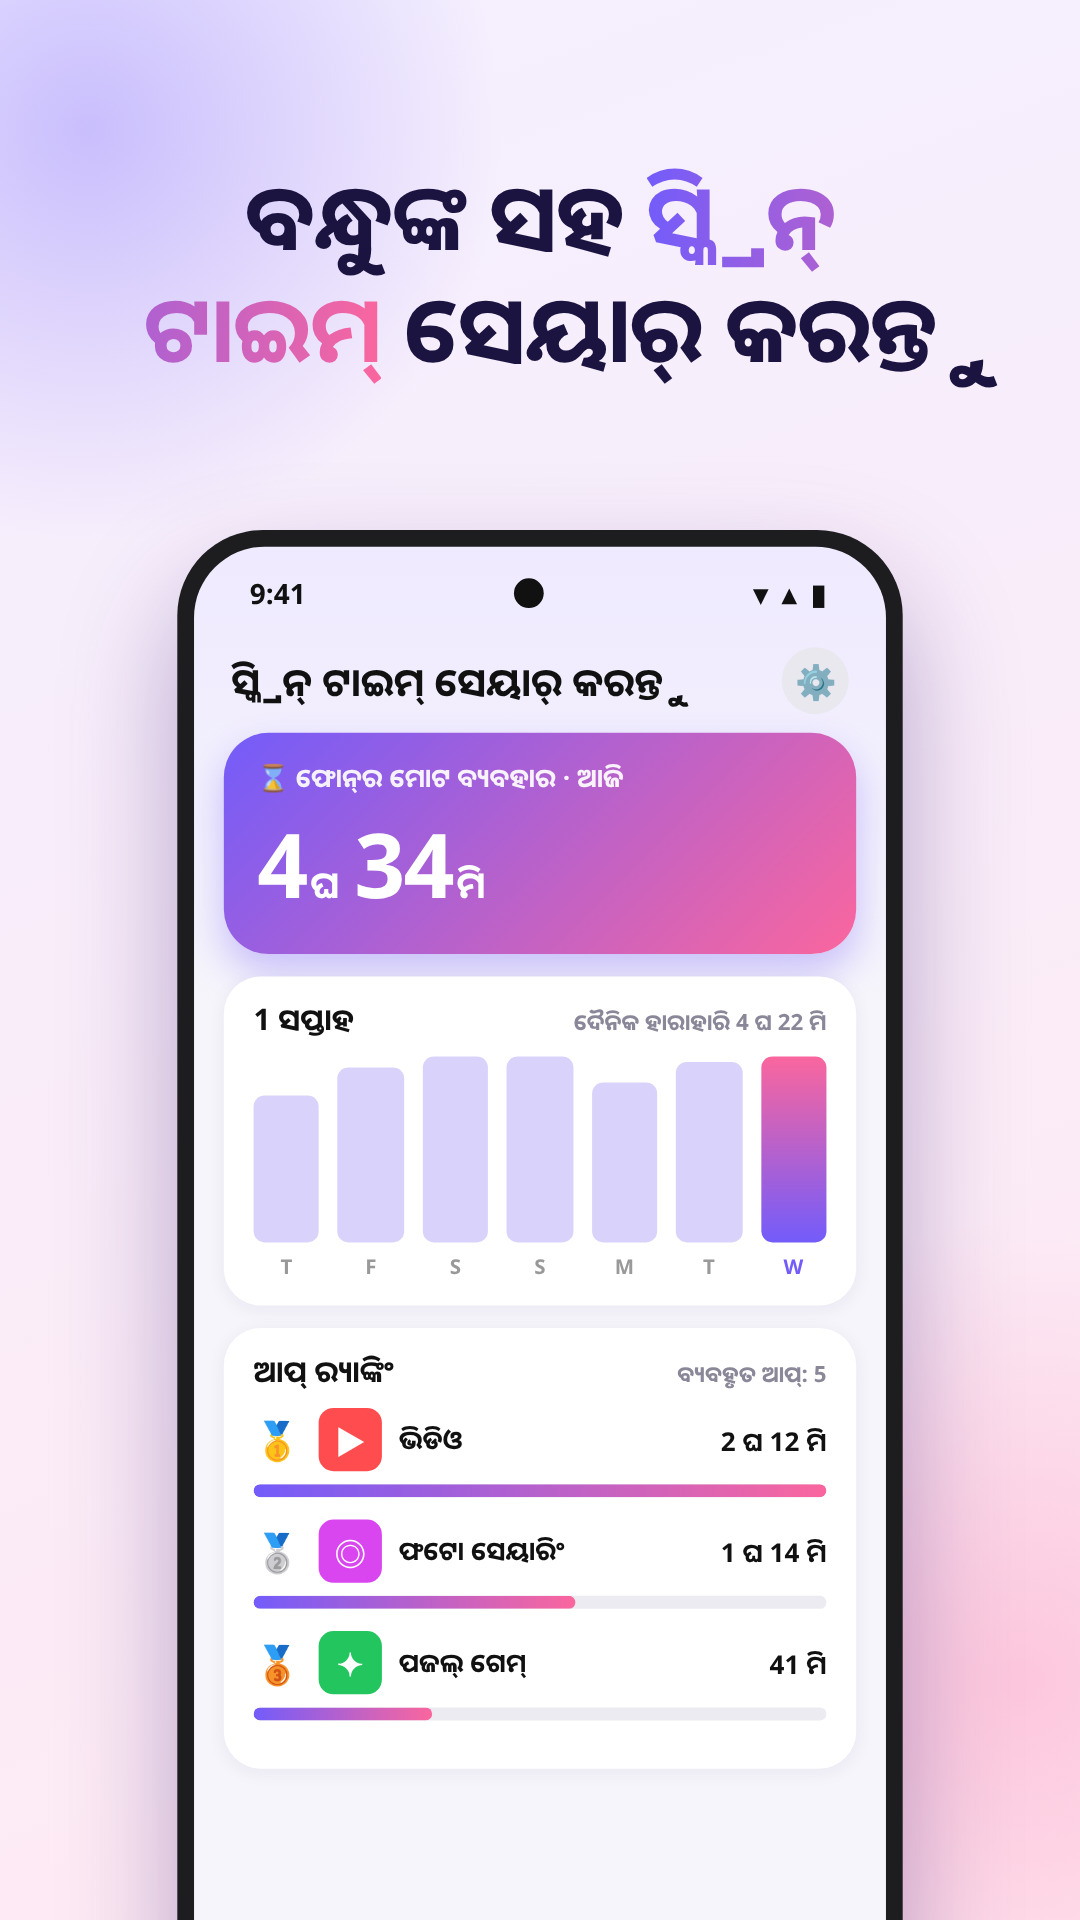 ବନ୍ଧୁଙ୍କ ସହ ସ୍କ୍ରିନ୍
ଟାଇମ୍ ସେୟାର୍ କରନ୍ତୁ
9:41
ସ୍କ୍ରିନ୍ ଟାଇମ୍ ସେୟାର୍ କରନ୍ତୁ
ଫୋନ୍‌ର ମୋଟ ବ୍ୟବହାର · ଆଜି
4ଘ 34ମି
1 ସପ୍ତାହ
ଦୈନିକ ହାରାହାରି 4 ଘ 22 ମି
T F S S M T W
ଆପ୍ ର‍୍ୟାଙ୍କିଂ
ବ୍ୟବହୃତ ଆପ୍: 5
ଭିଡିଓ
2 ଘ 12 ମି
ଫଟୋ ସେୟାରିଂ
1 ଘ 14 ମି
ପଜଲ୍ ଗେମ୍
41 ମି